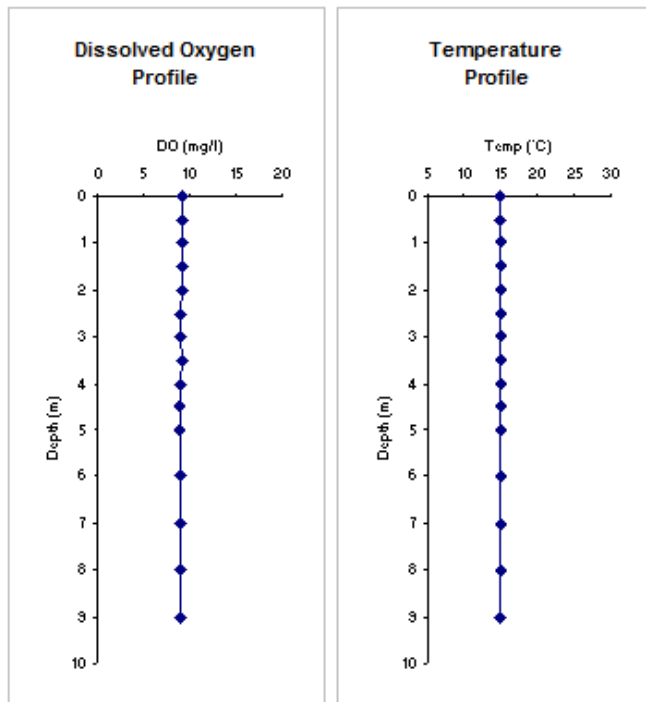 Dissolved Oxygen
Profile
DO (mg/l)
0 5 10 15 20
0
1
2
3
4
5
6
7
8
9
10
Depth (m)
Temperature
Profile
Temp (°C)
5 10 15 20 25 30
0
1
2
3
4
5
6
7
8
9
10
Depth (m)